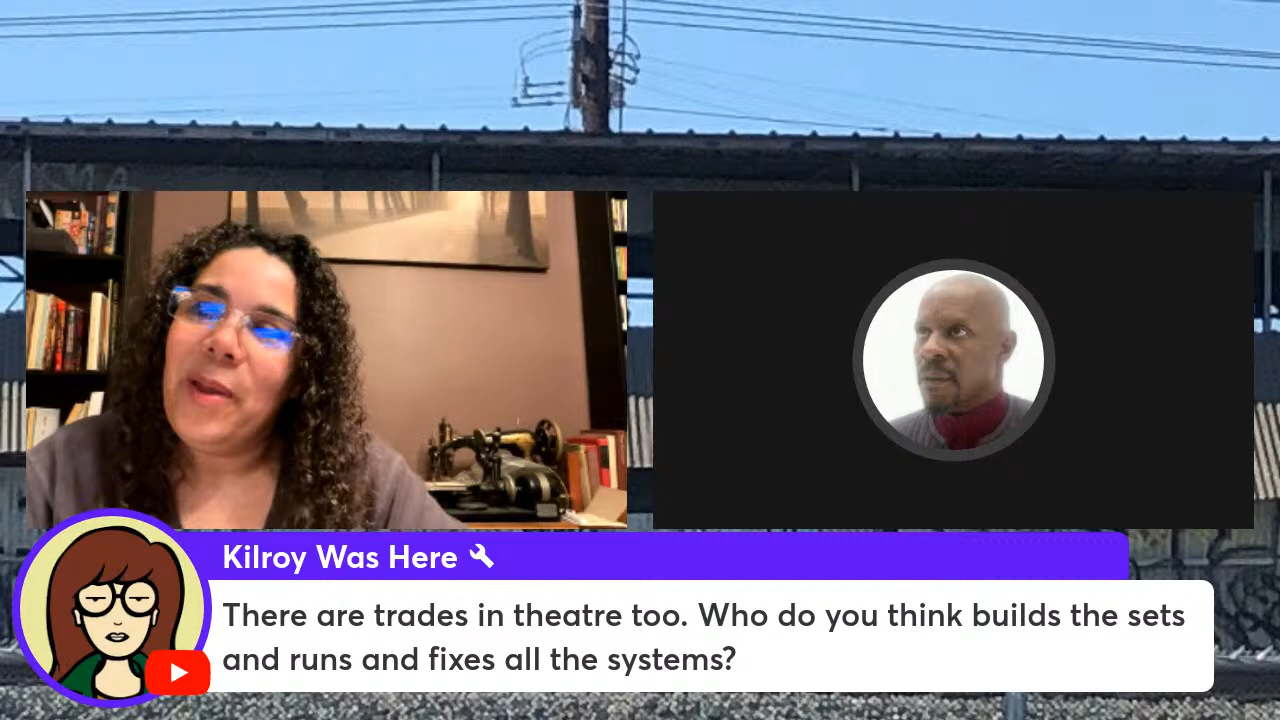 Kilroy Was Here
There are trades in theatre too. Who do you think builds the sets
and runs and fixes all the systems?